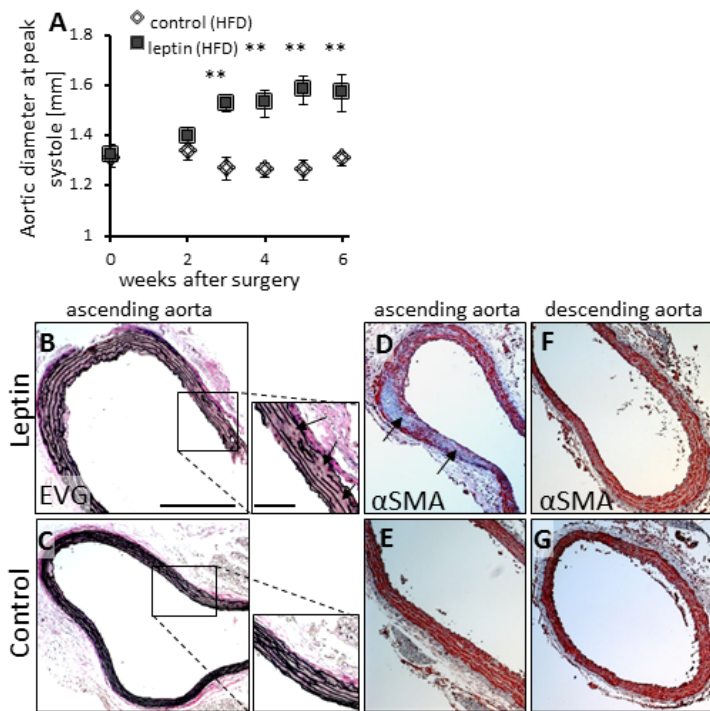 A
control (HFD)
leptin (HFD)
** ** ** **
Aortic diameter at peak
systole [mm]
1.8
1.6
1.4
1.2
1
0 2 4 6
weeks after surgery
ascending aorta ascending aorta descending aorta
Leptin
B
EVG
D
αSMA
F
αSMA
Control
C
E
G